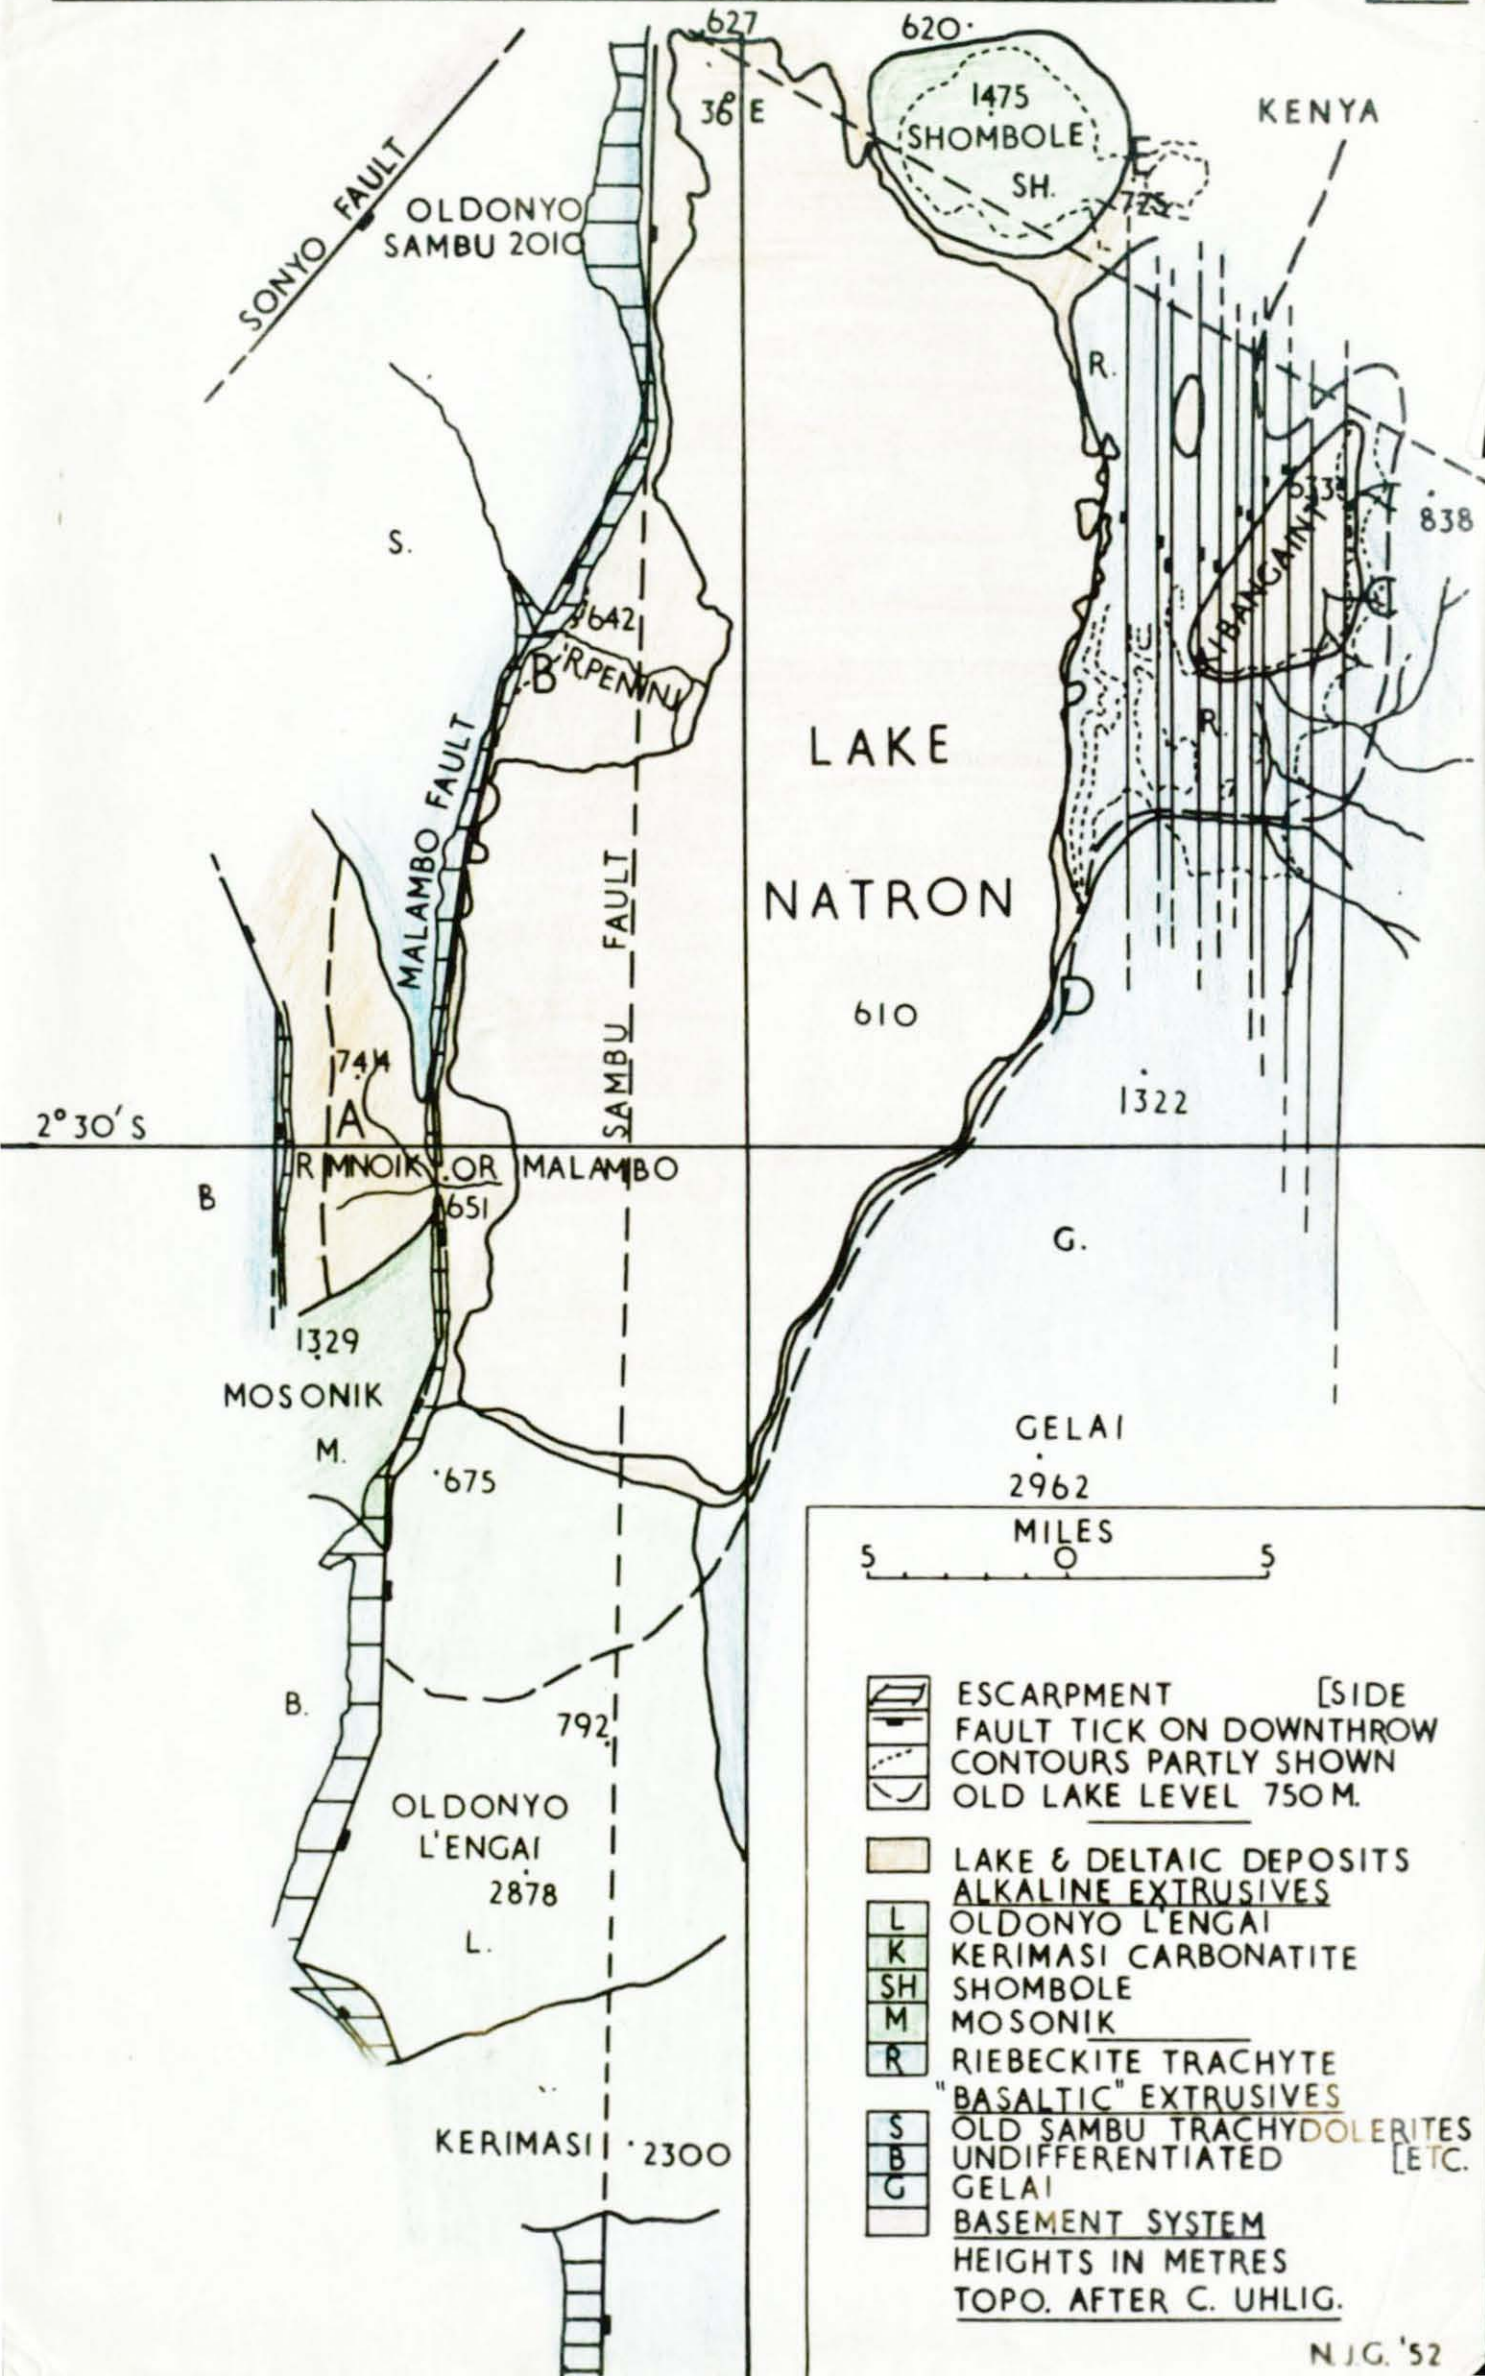 627
620
36° E
1475
SHOMBOLE
SH.
KENYA
E
725
SONYO FAULT
OLDONYO
SAMBU 2010
R.
S.
633
KIBANGAINI
838
C
642
B
'RPENINJ
R.
MALAMBO FAULT
LAKE
NATRON
610
SAMBU FAULT
D
744
A
1322
2° 30' S
RIMNOIK OR MALAMBO
651
B
G.
1329
MOSONIK
M.
675
GELAI
2962
MILES
5 0 5
B.
792
OLDONYO
L'ENGAI
2878
L.
KERIMASI 2300
ESCARPMENT [SIDE
FAULT TICK ON DOWNTHROW
CONTOURS PARTLY SHOWN
OLD LAKE LEVEL 750 M.
LAKE & DELTAIC DEPOSITS
ALKALINE EXTRUSIVES
L OLDONYO L'ENGAI
K KERIMASI CARBONATITE
SH SHOMBOLE
M MOSONIK
R RIEBECKITE TRACHYTE
"BASALTIC" EXTRUSIVES
S OLD SAMBU TRACHYDOLERITES
B UNDIFFERENTIATED [ETC.
G GELAI
BASEMENT SYSTEM
HEIGHTS IN METRES
TOPO. AFTER C. UHLIG.
N.J.G. '52